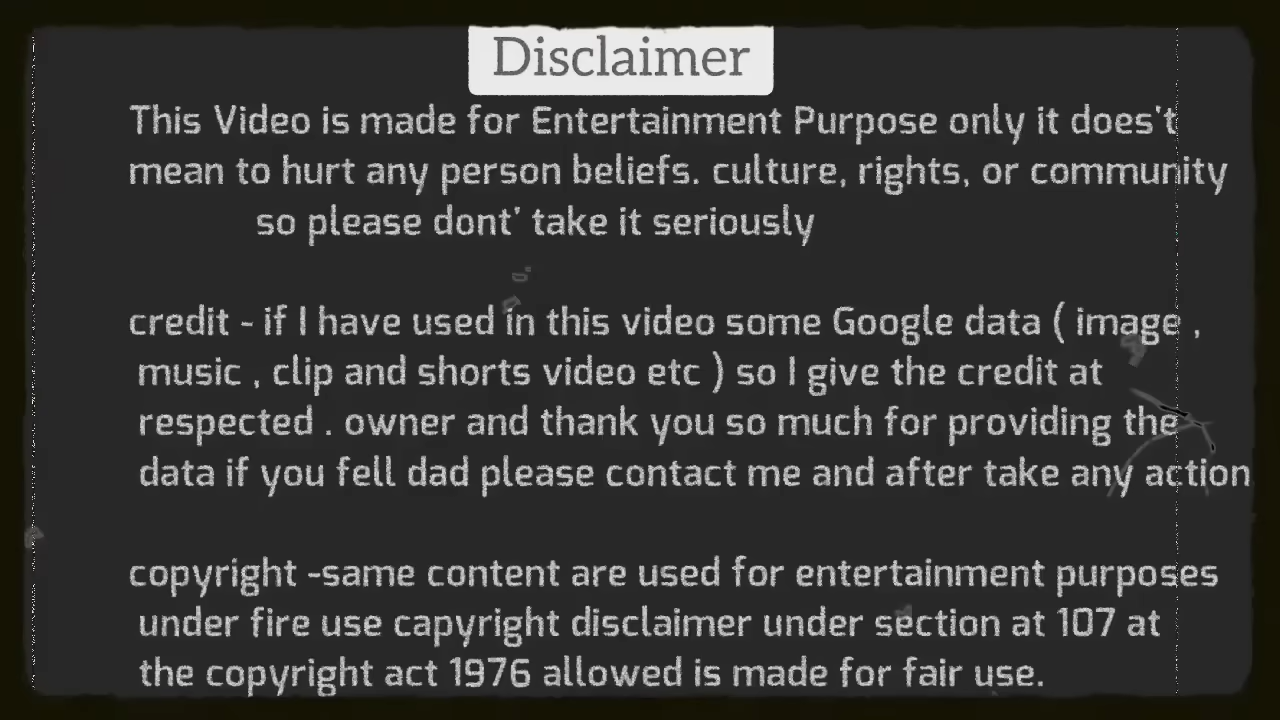 Disclaimer
This Video is made for Entertainment Purpose only it does't
mean to hurt any person beliefs. culture, rights, or community
so please dont' take it seriously
credit - if I have used in this video some Google data ( image ,
music , clip and shorts video etc ) so I give the credit at
respected . owner and thank you so much for providing the
data if you fell dad please contact me and after take any action
copyright -same content are used for entertainment purposes
under fire use capyright disclaimer under section at 107 at
the copyright act 1976 allowed is made for fair use.